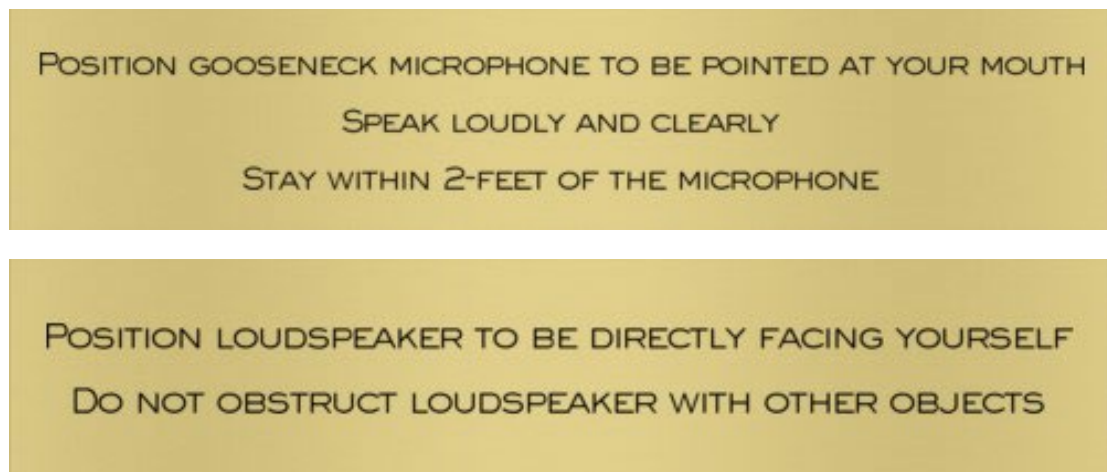 Position gooseneck microphone to be pointed at your mouth
Speak loudly and clearly
Stay within 2-feet of the microphone
Position loudspeaker to be directly facing yourself
Do not obstruct loudspeaker with other objects